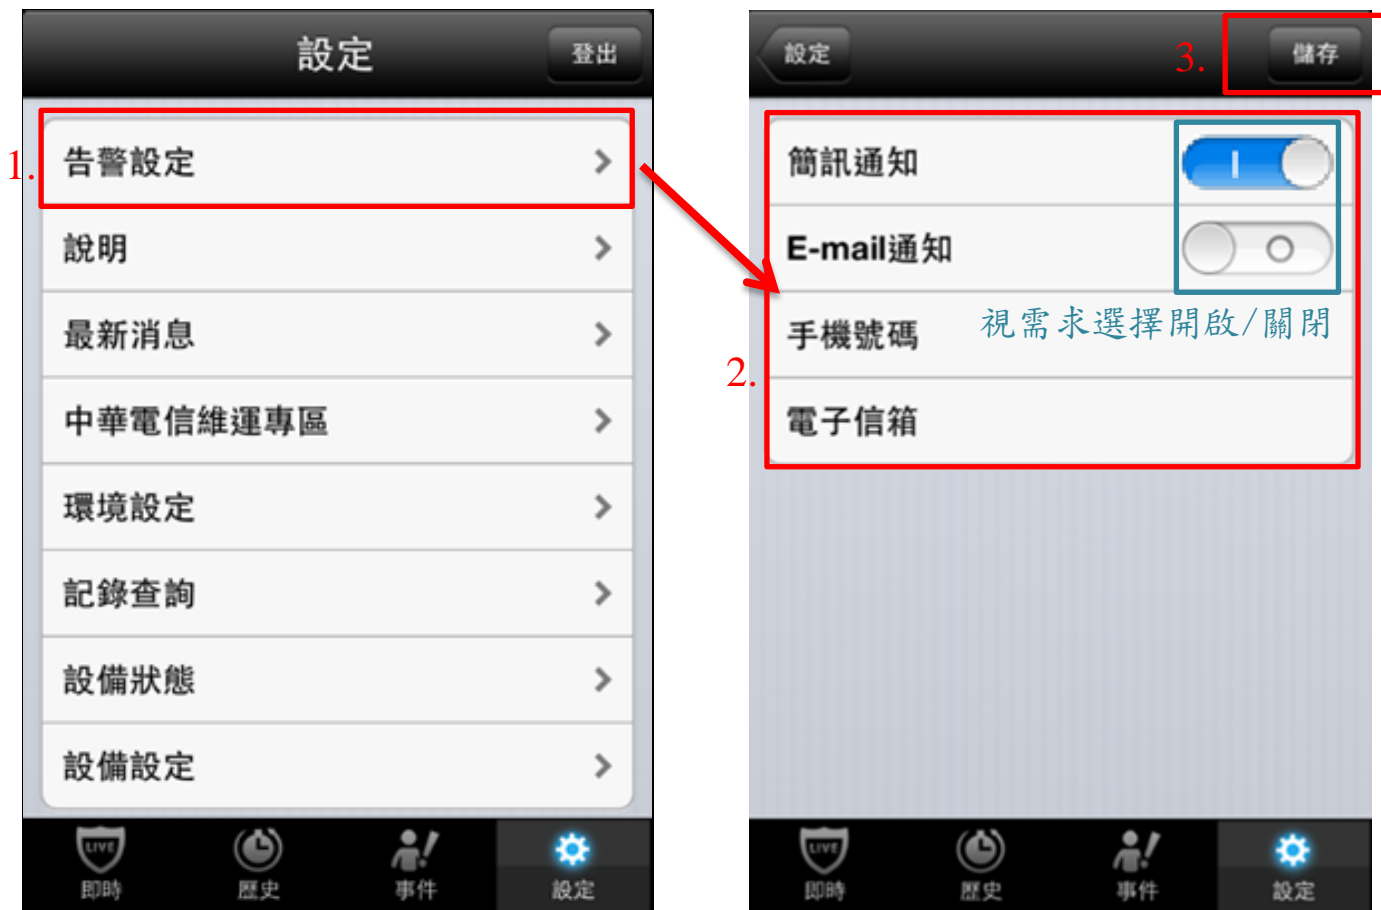 設定
登出
1.
告警設定
說明
最新消息
中華電信維運專區
環境設定
記錄查詢
設備狀態
設備設定
LIVE
即時
歷史
事件
設定
設定
3.
儲存
簡訊通知
E-mail通知
手機號碼
視需求選擇開啟/關閉
2.
電子信箱
LIVE
即時
歷史
事件
設定